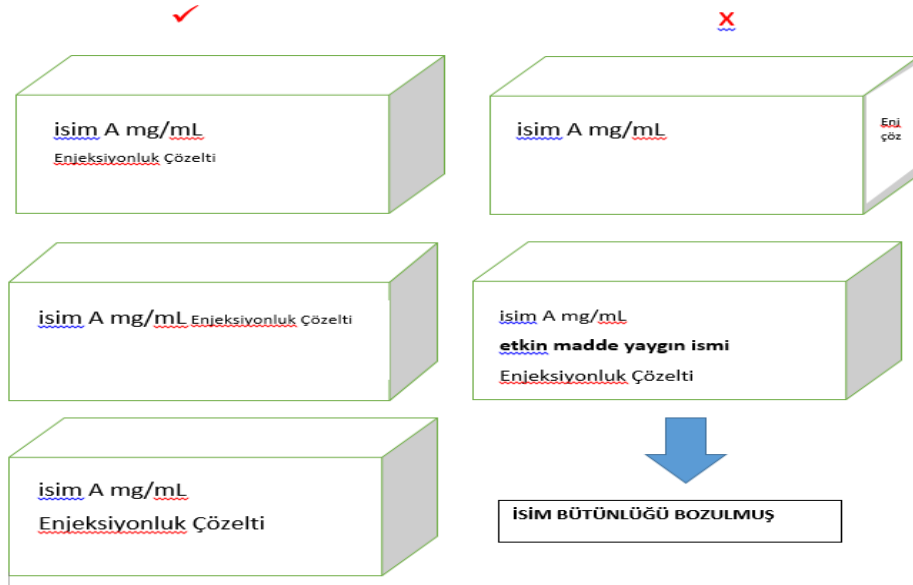 ✓
X
isim A mg/mL
Enjeksiyonluk Çözelti
isim A mg/mL
Enj
çöz
isim A mg/mL Enjeksiyonluk Çözelti
isim A mg/mL
etkin madde yaygın ismi
Enjeksiyonluk Çözelti
isim A mg/mL
Enjeksiyonluk Çözelti
İSİM BÜTÜNLÜĞÜ BOZULMUŞ